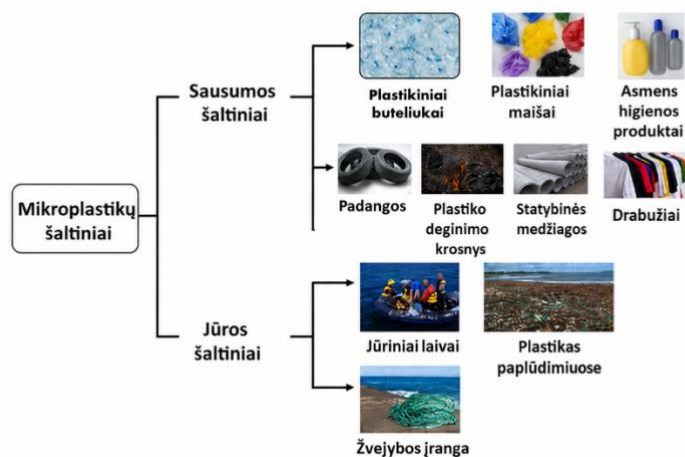 Mikroplastikų
šaltiniai
Sausumos
šaltiniai
Plastikiniai
buteliukai
Plastikiniai
maišai
Asmens
higienos
produktai
Padangos
Plastiko
deginimo
krosnys
Statybinės
medžiagos
Drabužiai
Jūros
šaltiniai
Jūriniai laivai
Plastikas
paplūdimiuose
Žvejybos įranga